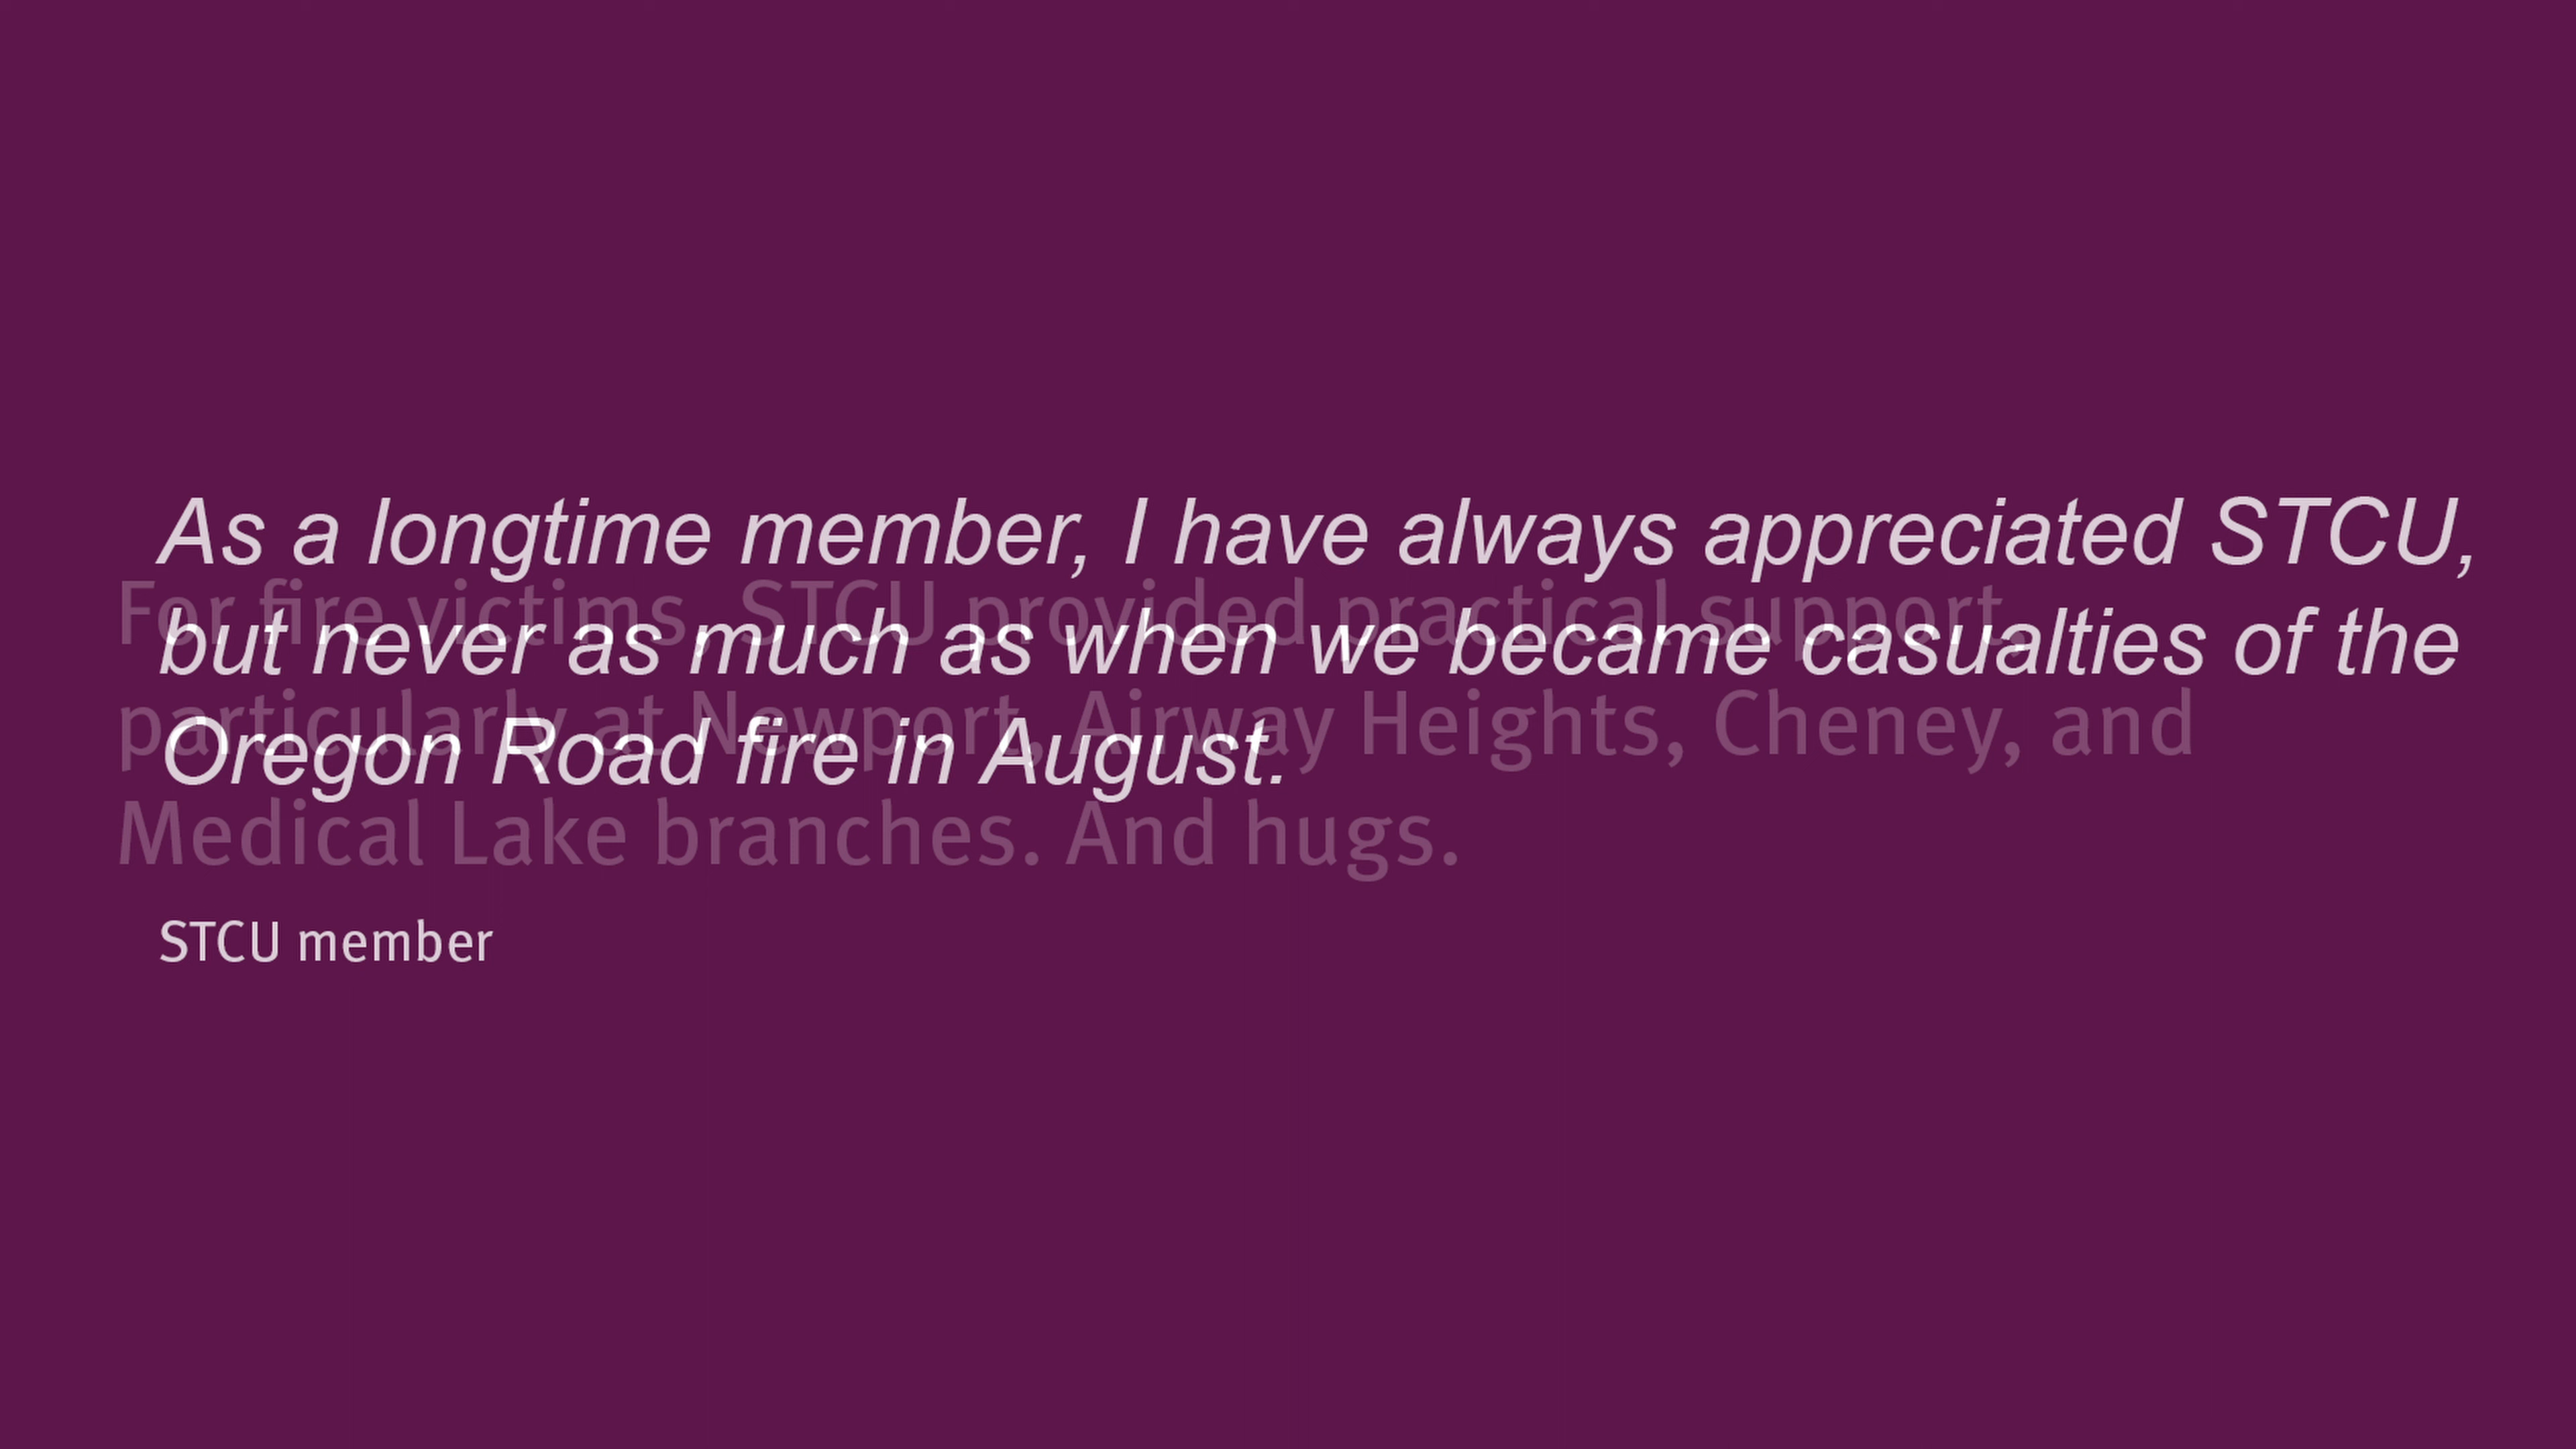 As a longtime member, I have always appreciated STCU,
but never as much as when we became casualties of the
Oregon Road fire in August.
STCU member
For fire victims, STCU provided practical support,
particularly at Newport, Airway Heights, Cheney, and
Medical Lake branches. And hugs.